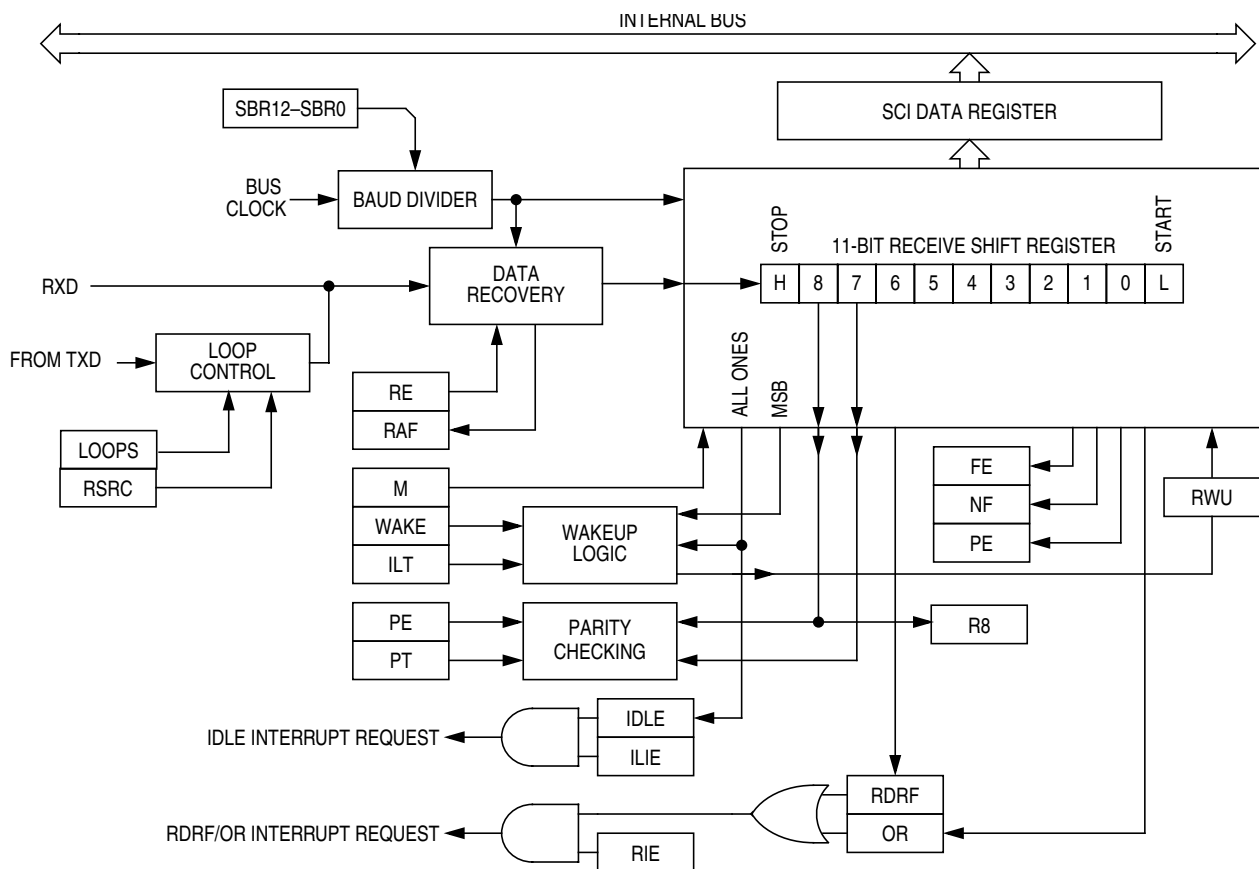 INTERNAL BUS
SBR12–SBR0
SCI DATA REGISTER
BUS
CLOCK
BAUD DIVIDER
STOP
11-BIT RECEIVE SHIFT REGISTER
START
RXD
DATA
RECOVERY
H 8 7 6 5 4 3 2 1 0 L
FROM TXD
LOOP
CONTROL
ALL ONES
MSB
RE
RAF
LOOPS
RSRC
M
WAKE
ILT
WAKEUP
LOGIC
FE
NF
PE
RWU
PE
PT
PARITY
CHECKING
R8
IDLE INTERRUPT REQUEST
IDLE
ILIE
RDRF/OR INTERRUPT REQUEST
RDRF
OR
RIE